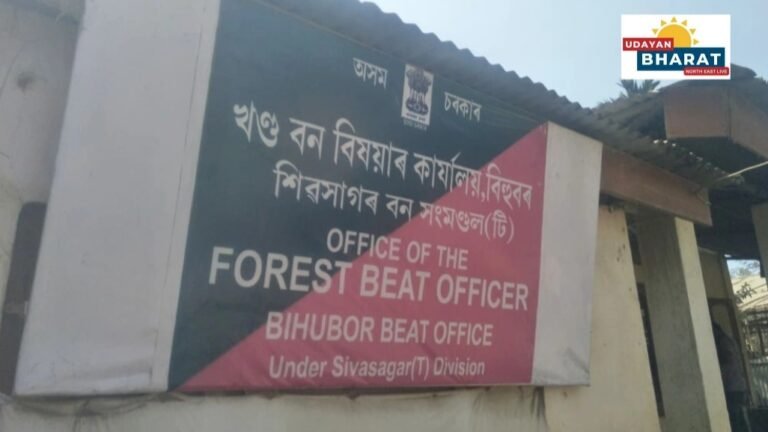 UDAYAN
BHARAT
NORTH EAST LIVE
অসম চৰকাৰ
খণ্ড বন বিষয়াৰ কাৰ্যালয়,বিহুবৰ
শিৱসাগৰ বন সংমণ্ডল(টি)
OFFICE OF THE
FOREST BEAT OFFICER
BIHUBOR BEAT OFFICE
Under Sivasagar(T) Division